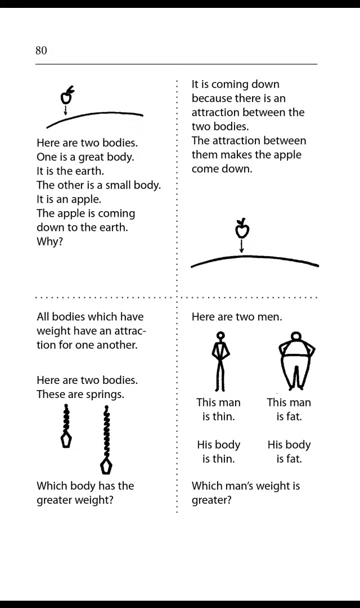 80
Here are two bodies.
One is a great body.
It is the earth.
The other is a small body.
It is an apple.
The apple is coming
down to the earth.
Why?
It is coming down
because there is an
attraction between the
two bodies.
The attraction between
them makes the apple
come down.
All bodies which have
weight have an attrac-
tion for one another.
Here are two bodies.
These are springs.
Which body has the
greater weight?
Here are two men.
This man
is thin.
This man
is fat.
His body
is thin.
His body
is fat.
Which man's weight is
greater?